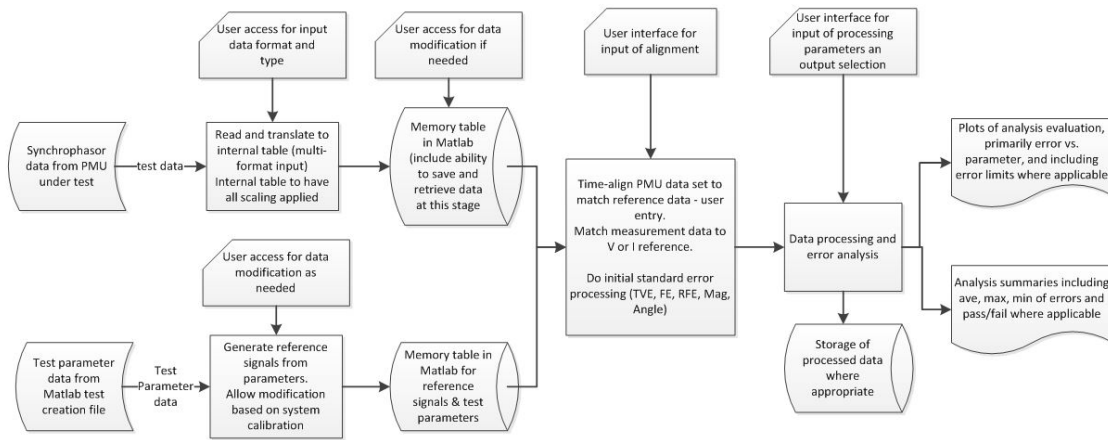 User access for input
data format and
type
User access for data
modification if
needed
User interface for
input of alignment
User interface for
input of processing
parameters an
output selection
Synchrophasor
data from PMU
under test
test data
Read and translate to
internal table (multi-
format input)
Internal table to have
all scaling applied
Memory table
in Matlab
(include ability
to save and
retrieve data
at this stage
Time-align PMU data set to
match reference data - user
entry.
Match measurement data to
V or I reference.
Do initial standard error
processing (TVE, FE, RFE, Mag,
Angle)
Data processing and
error analysis
Plots of analysis evaluation,
primarily error vs.
parameter, and including
error limits where applicable
Analysis summaries including
ave, max, min of errors and
pass/fail where applicable
Storage of
processed data
where
appropriate
User access for data
modification as
needed
Test parameter
data from
Matlab test
creation file
Test
Parameter
data
Generate reference
signals from
parameters.
Allow modification
based on system
calibration
Memory table in
Matlab for
reference
signals & test
parameters